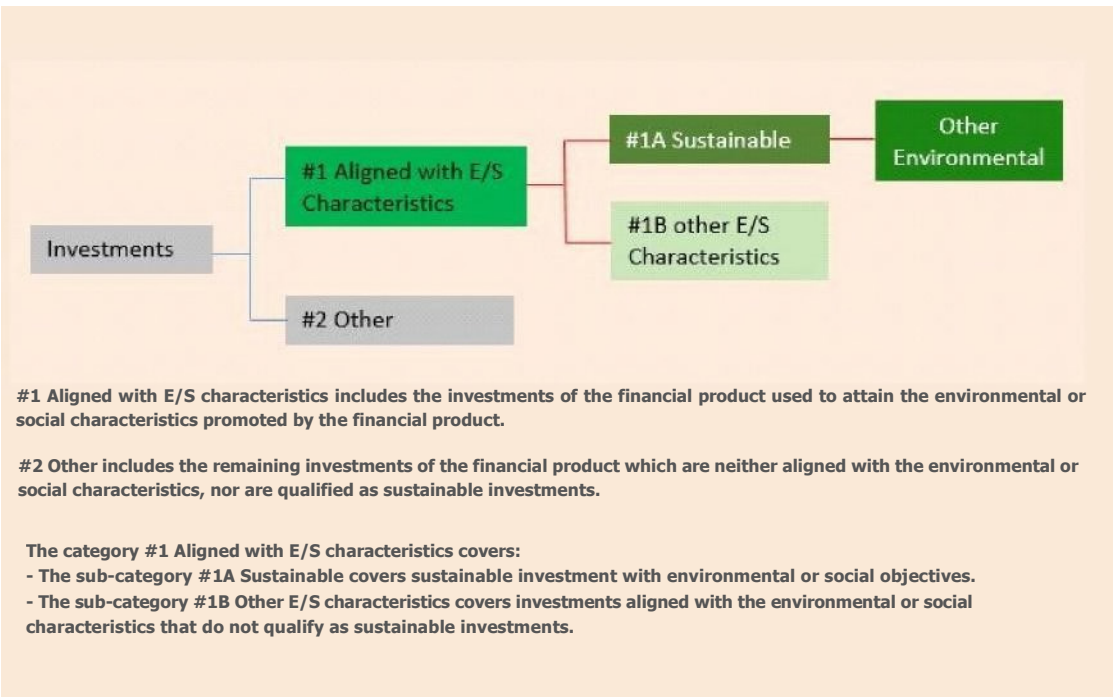 #1A Sustainable
Other
Environmental
#1 Aligned with E/S
Characteristics
#1B other E/S
Characteristics
Investments
#2 Other
#1 Aligned with E/S characteristics includes the investments of the financial product used to attain the environmental or
social characteristics promoted by the financial product.
#2 Other includes the remaining investments of the financial product which are neither aligned with the environmental or
social characteristics, nor are qualified as sustainable investments.
The category #1 Aligned with E/S characteristics covers:
- The sub-category #1A Sustainable covers sustainable investment with environmental or social objectives.
- The sub-category #1B Other E/S characteristics covers investments aligned with the environmental or social
characteristics that do not qualify as sustainable investments.